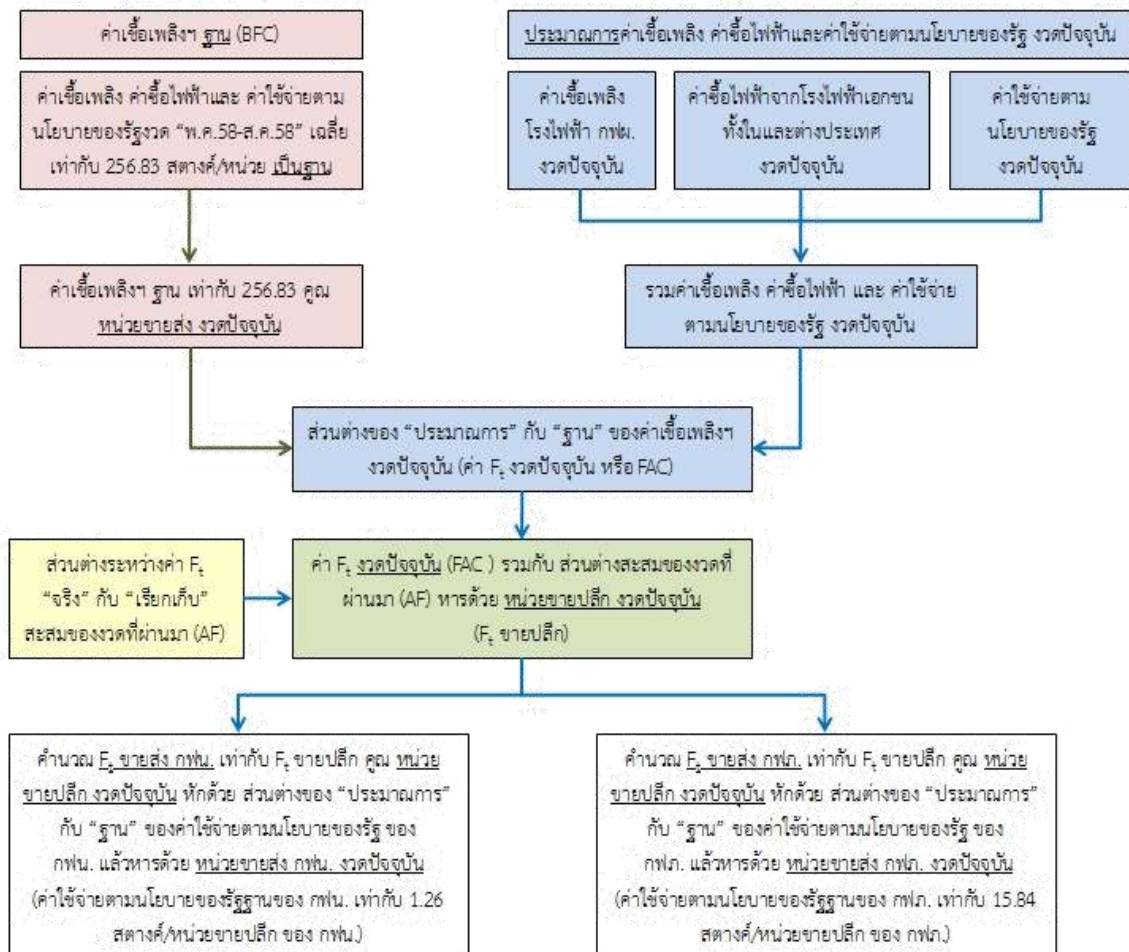 ค่าเชื้อเพลิงฯ ฐาน (BFC)
ค่าเชื้อเพลิง ค่าซื้อไฟฟ้าและ ค่าใช้จ่ายตาม
นโยบายของรัฐงวด “พ.ค.58-ส.ค.58” เฉลี่ย
เท่ากับ 256.83 สตางค์/หน่วย เป็นฐาน
ค่าเชื้อเพลิงฯ ฐาน เท่ากับ 256.83 คูณ
หน่วยขายส่ง งวดปัจจุบัน
ประมาณการค่าเชื้อเพลิง ค่าซื้อไฟฟ้าและค่าใช้จ่ายตามนโยบายของรัฐ งวดปัจจุบัน
ค่าเชื้อเพลิง
โรงไฟฟ้า กฟผ.
งวดปัจจุบัน
ค่าซื้อไฟฟ้าจากโรงไฟฟ้าเอกชน
ทั้งในและต่างประเทศ
งวดปัจจุบัน
ค่าใช้จ่ายตาม
นโยบายของรัฐ
งวดปัจจุบัน
รวมค่าเชื้อเพลิง ค่าซื้อไฟฟ้า และ ค่าใช้จ่าย
ตามนโยบายของรัฐ งวดปัจจุบัน
ส่วนต่างของ “ประมาณการ” กับ “ฐาน” ของค่าเชื้อเพลิงฯ
งวดปัจจุบัน (ค่า Ft งวดปัจจุบัน หรือ FAC)
ส่วนต่างระหว่างค่า Ft
“จริง” กับ “เรียกเก็บ”
สะสมของงวดที่ผ่านมา (AF)
ค่า Ft งวดปัจจุบัน (FAC ) รวมกับ ส่วนต่างสะสมของงวดที่
ผ่านมา (AF) หารด้วย หน่วยขายปลีก งวดปัจจุบัน
(Ft ขายปลีก)
คำนวณ Ft ขายส่ง กฟน. เท่ากับ Ft ขายปลีก คูณ หน่วย
ขายปลีก งวดปัจจุบัน หักด้วย ส่วนต่างของ “ประมาณการ”
กับ “ฐาน” ของค่าใช้จ่ายตามนโยบายของรัฐ ของ
กฟน. แล้วหารด้วย หน่วยขายส่ง กฟน. งวดปัจจุบัน
(ค่าใช้จ่ายตามนโยบายของรัฐฐานของ กฟน. เท่ากับ 1.26
สตางค์/หน่วยขายปลีก ของ กฟน.)
คำนวณ Ft ขายส่ง กฟภ. เท่ากับ Ft ขายปลีก คูณ หน่วย
ขายปลีก งวดปัจจุบัน หักด้วย ส่วนต่างของ “ประมาณการ”
กับ “ฐาน” ของค่าใช้จ่ายตามนโยบายของรัฐ ของ
กฟภ. แล้วหารด้วย หน่วยขายส่ง กฟภ. งวดปัจจุบัน
(ค่าใช้จ่ายตามนโยบายของรัฐฐานของ กฟภ. เท่ากับ 15.84
สตางค์/หน่วยขายปลีก ของ กฟภ.)